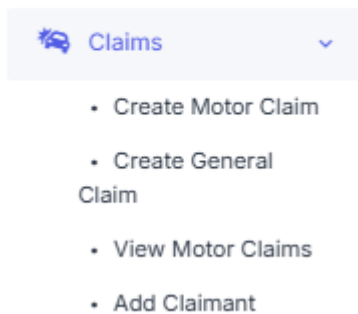 Claims
• Create Motor Claim
• Create General
Claim
• View Motor Claims
• Add Claimant